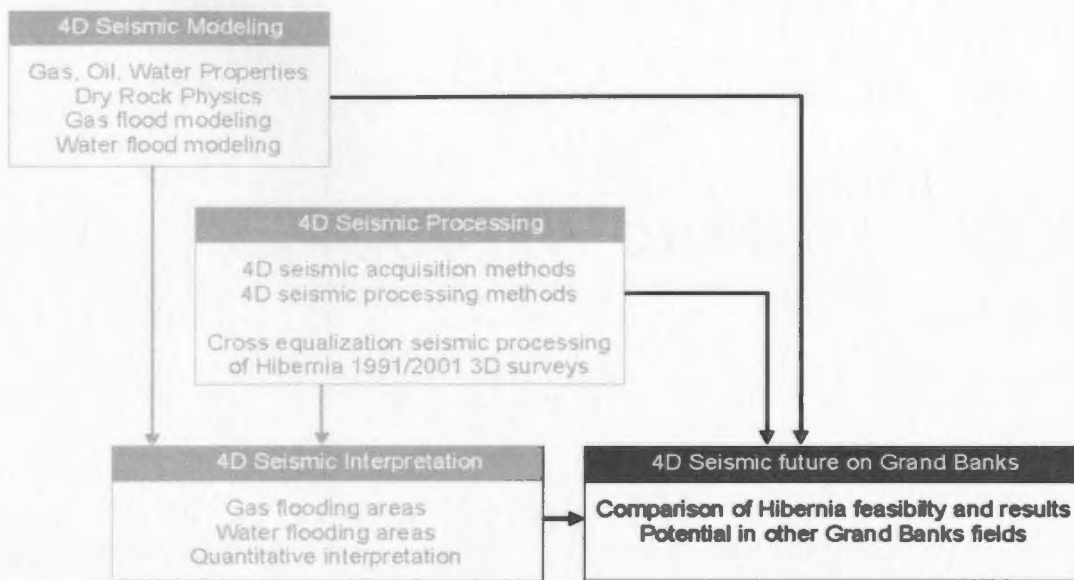 4D Seismic Modeling
Gas, Oil, Water Properties
Dry Rock Physics
Gas flood modeling
Water flood modeling
4D Seismic Processing
4D seismic acquisition methods
4D seismic processing methods
Cross equalization seismic processing
of Hibernia 1991/2001 3D surveys
4D Seismic Interpretation
Gas flooding areas
Water flooding areas
Quantitative interpretation
4D Seismic future on Grand Banks
Comparison of Hibernia feasibilty and results
Potential in other Grand Banks fields